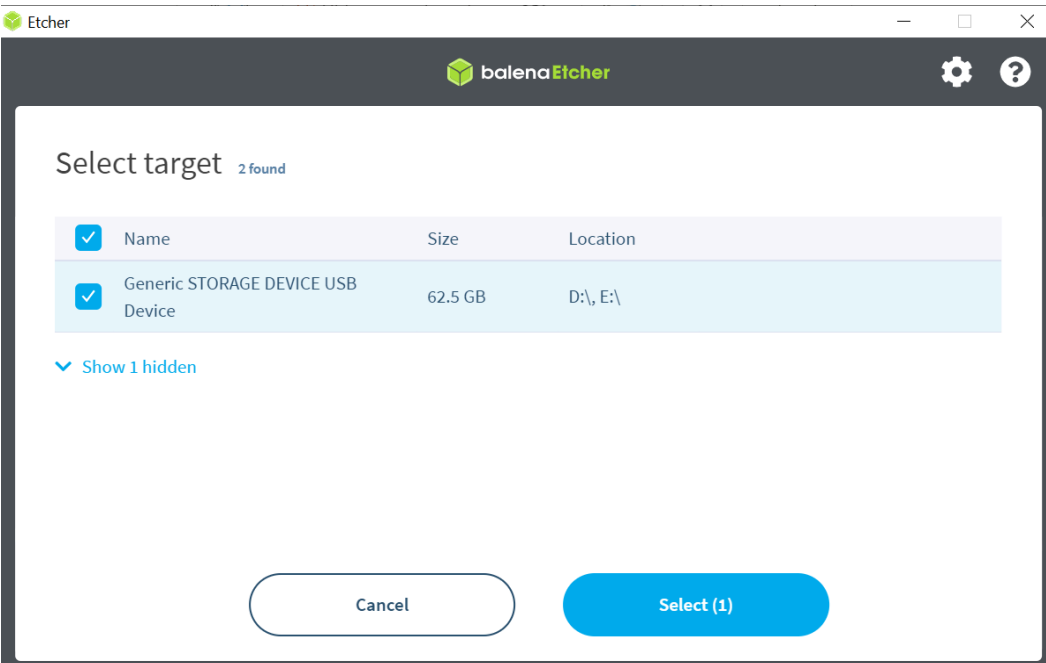 Etcher
balenaEtcher
Select target 2 found
Name Size Location
Generic STORAGE DEVICE USB
Device
62.5 GB D:\, E:\
Show 1 hidden
Cancel Select (1)